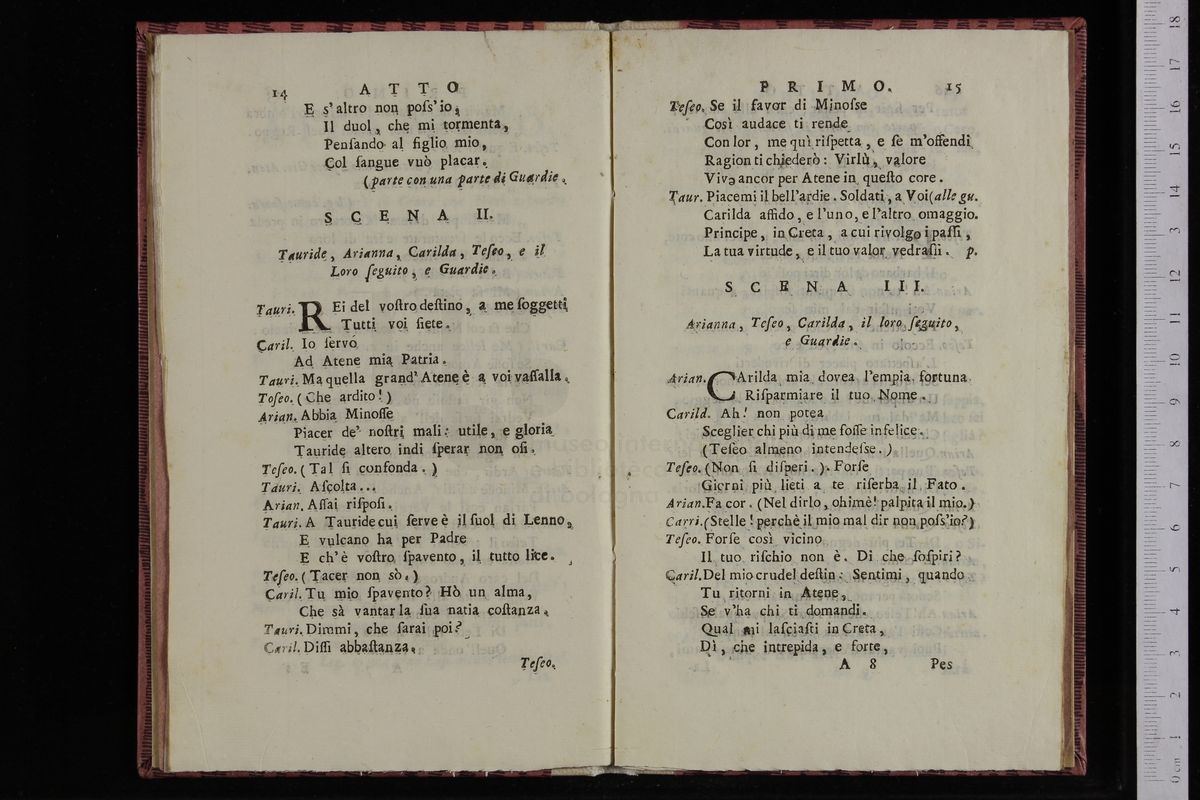 14 ATTO
E s'altro non poſs'io,
Il duol, che mi tormenta,
Penſando al figlio mio,
Col ſangue vuò placar.
(parte con una parte di Guardie.
SCENA II.
Tauride, Arianna, Carilda, Teſeo, e il
Loro ſeguito, e Guardie.
Tauri. REi del voſtro deſtino, a me ſoggetti
Tutti voi ſiete.
Caril. Io ſervo
Ad Atene mia Patria.
Tauri. Ma quella grand' Atene è a voi vaſſalla.
Toſeo. (Che ardito!)
Arian. Abbia Minoſſe
Piacer de' noſtri mali: utile, e gloria
Tauride altero indi ſperar non oſi.
Teſeo. (Tal ſi confonda.)
Tauri. Aſcolta...
Arian. Aſſai riſpoſi.
Tauri. A Tauride cui ſerve è il ſuol di Lenno,
E vulcano ha per Padre
E ch'è voſtro ſpavento, il tutto lice.
Teſeo. (Tacer non sò.)
Caril. Tu mio ſpavento? Hò un alma,
Che sà vantar la ſua natia coſtanza.
Tauri. Dimmi, che farai poi?
Caril. Diſſi abbaſtanza.
Teſeo.
PRIMO. 15
Teſeo. Se il favor di Minoſse
Così audace ti rende
Con lor, me quì riſpetta, e ſe m'offendi
Ragion ti chiederò: Virlù, valore
Vivo ancor per Atene in queſto core.
Taur. Piacemi il bell'ardie. Soldati, a Voi (alle gu.
Carilda affido, e l'uno, e l'altro omaggio.
Principe, in Creta, a cui rivolgo i paſſi,
La tua virtude, e il tuo valor vedraſſi. p.
SCENA III.
Arianna, Teſeo, Carilda, il loro ſeguito,
e Guardie.
Arian. CArilda mia dovea l'empia fortuna
Riſparmiare il tuo Nome.
Carild. Ah! non potea
Sceglier chi più di me foſſe infelice.
(Teſeo almeno intendeſse.)
Teſeo. (Non ſi diſperi.). Forſe
Giorni più lieti a te riſerba il Fato.
Arian. Fa cor. (Nel dirlo, ohimè! palpita il mio.)
Carri. (Stelle! perchè il mio mal dir non poſs'io?)
Teſeo. Forſe così vicino
Il tuo riſchio non è. Di che ſoſpiri?
Caril. Del mio crudel deſtin: Sentimi, quando
Tu ritorni in Atene,
Se v'ha chi ti domandi.
Qual mi laſciaſti in Creta,
Dì, che intrepida, e forte,
A 8 Pes